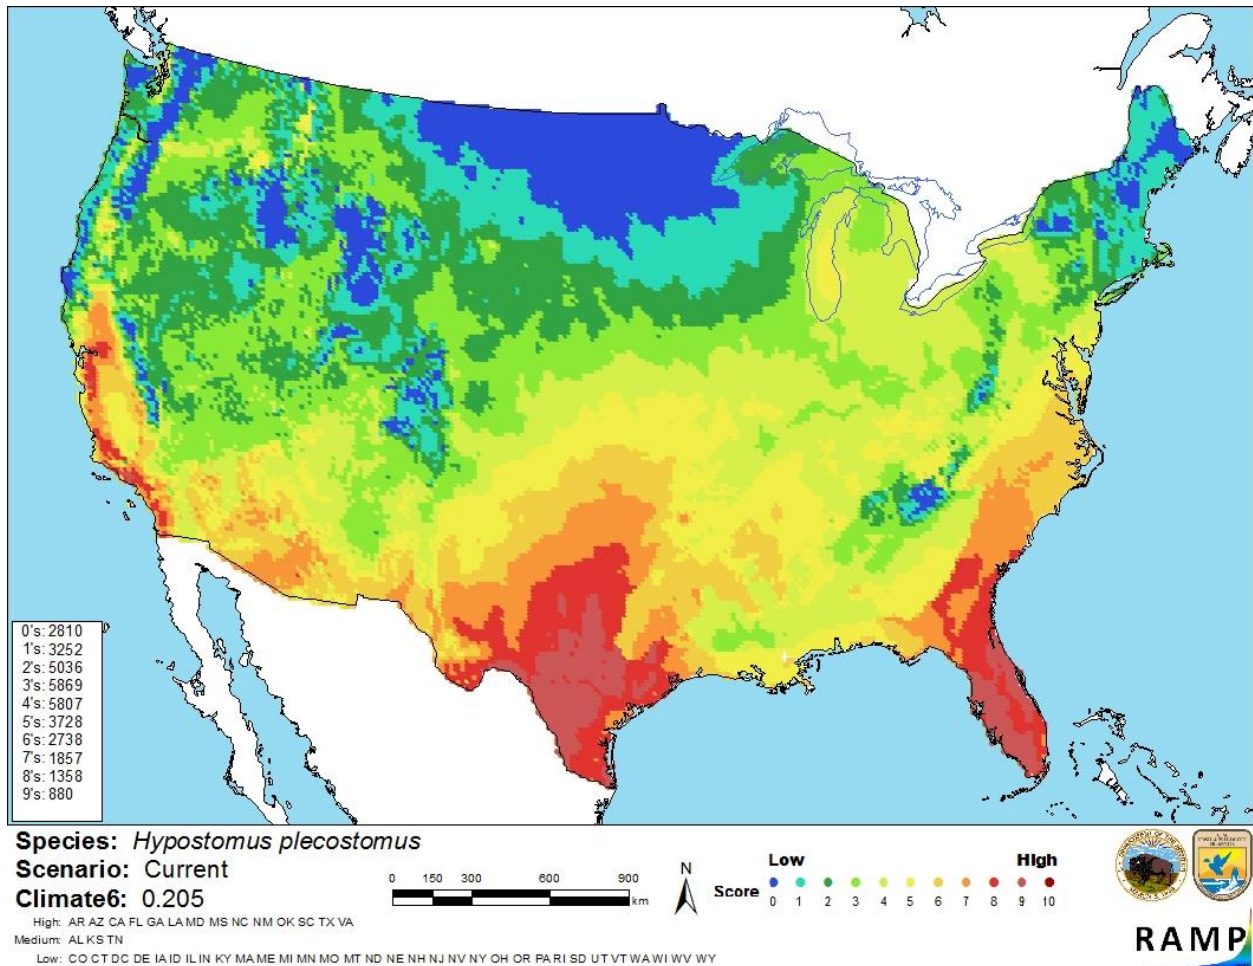 0's: 2810
1's: 3252
2's: 5036
3's: 5869
4's: 5807
5's: 3728
6's: 2738
7's: 1857
8's: 1358
9's: 880
Species: Hypostomus plecostomus
Scenario: Current
Climate6: 0.205
High: AR AZ CA FL GA LA MD MS NC NM OK SC TX VA
Medium: AL KS TN
Low: CO CT DC DE IA ID IL IN KY MA ME MI MN MO MT ND NE NH NJ NV NY OH OR PA RI SD UT VT WA WI WV WY
0 150 300 600 900
km
N
Low High
Score
0 1 2 3 4 5 6 7 8 9 10
RAMP